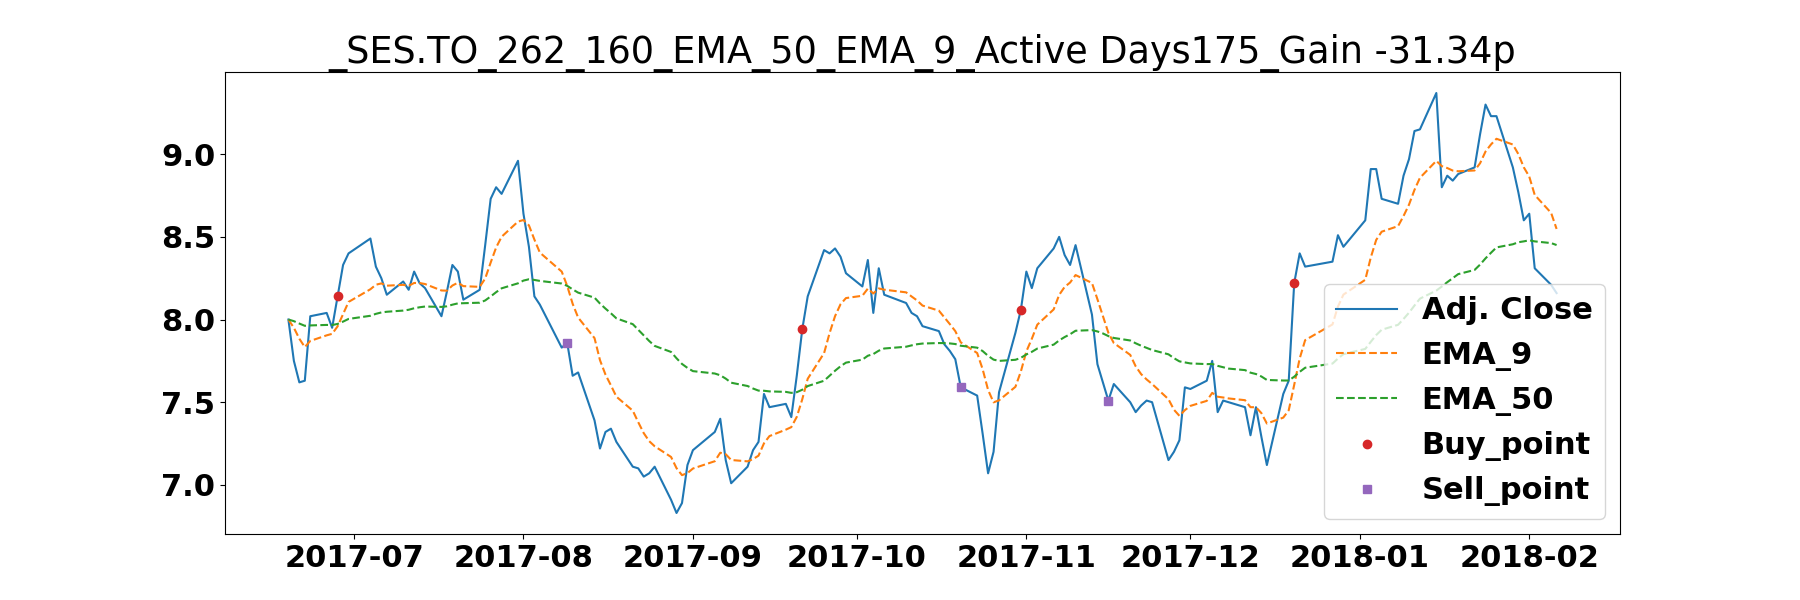 _SES.TO_262_160_EMA_50_EMA_9_Active Days175_Gain -31.34p
9.0
8.5
8.0
7.5
7.0
Adj. Close
EMA_9
EMA_50
Buy_point
Sell_point
2017-07 2017-08 2017-09 2017-10 2017-11 2017-12 2018-01 2018-02